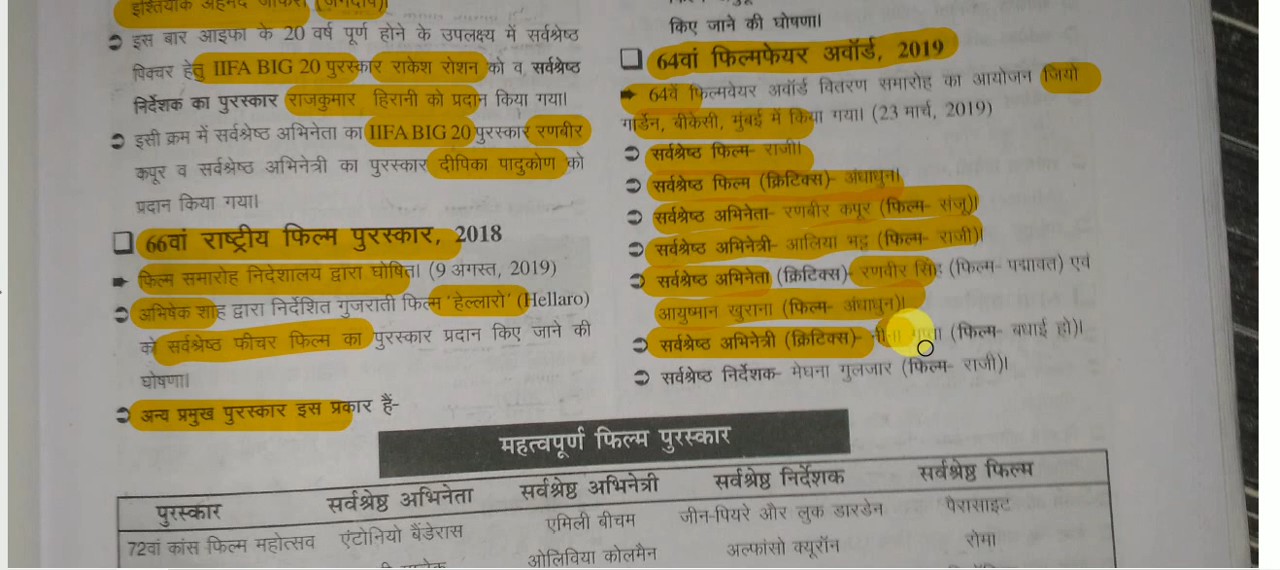 इश्तियाक अहमद जाफरी (जगदीप)।
➲ इस बार आइफा के 20 वर्ष पूर्ण होने के उपलक्ष्य में सर्वश्रेष्ठ
पिक्चर हेतु IIFA BIG 20 पुरस्कार राकेश रोशन को व सर्वश्रेष्ठ
निर्देशक का पुरस्कार राजकुमार हिरानी को प्रदान किया गया।
➲ इसी क्रम में सर्वश्रेष्ठ अभिनेता का IIFA BIG 20 पुरस्कार रणबीर
कपूर व सर्वश्रेष्ठ अभिनेत्री का पुरस्कार दीपिका पादुकोण को
प्रदान किया गया।
❑ 66वां राष्ट्रीय फिल्म पुरस्कार, 2018
➡ फिल्म समारोह निदेशालय द्वारा घोषित। (9 अगस्त, 2019)
➲ अभिषेक शाह द्वारा निर्देशित गुजराती फिल्म 'हेल्लारो' (Hellaro)
को सर्वश्रेष्ठ फीचर फिल्म का पुरस्कार प्रदान किए जाने की
घोषणा।
➲ अन्य प्रमुख पुरस्कार इस प्रकार हैं-
किए जाने की घोषणा।
❑ 64वां फिल्मफेयर अवॉर्ड, 2019
➡ 64वें फिल्मफेयर अवॉर्ड वितरण समारोह का आयोजन जियो
गार्डेन, बीकेसी, मुंबई में किया गया। (23 मार्च, 2019)
➲ सर्वश्रेष्ठ फिल्म- राजी।
➲ सर्वश्रेष्ठ फिल्म (क्रिटिक्स)- अंधाधुन।
➲ सर्वश्रेष्ठ अभिनेता- रणबीर कपूर (फिल्म- संजू)।
➲ सर्वश्रेष्ठ अभिनेत्री- आलिया भट्ट (फिल्म- राजी)।
➲ सर्वश्रेष्ठ अभिनेता (क्रिटिक्स)- रणवीर सिंह (फिल्म- पद्मावत) एवं
आयुष्मान खुराना (फिल्म- अंधाधुन)।
➲ सर्वश्रेष्ठ अभिनेत्री (क्रिटिक्स)- नीना गुप्ता (फिल्म- बधाई हो)।
➲ सर्वश्रेष्ठ निर्देशक- मेघना गुलजार (फिल्म- राजी)।
महत्वपूर्ण फिल्म पुरस्कार
पुरस्कार सर्वश्रेष्ठ अभिनेता सर्वश्रेष्ठ अभिनेत्री सर्वश्रेष्ठ निर्देशक सर्वश्रेष्ठ फिल्म
72वां कांस फिल्म महोत्सव एंटोनियो बैंडेरास एमिली बीचम जीन-पियरे और लुक डारडेन पैरासाइट
ओलिविया कोलमैन अल्फांसो क्यूरॉन रोमा